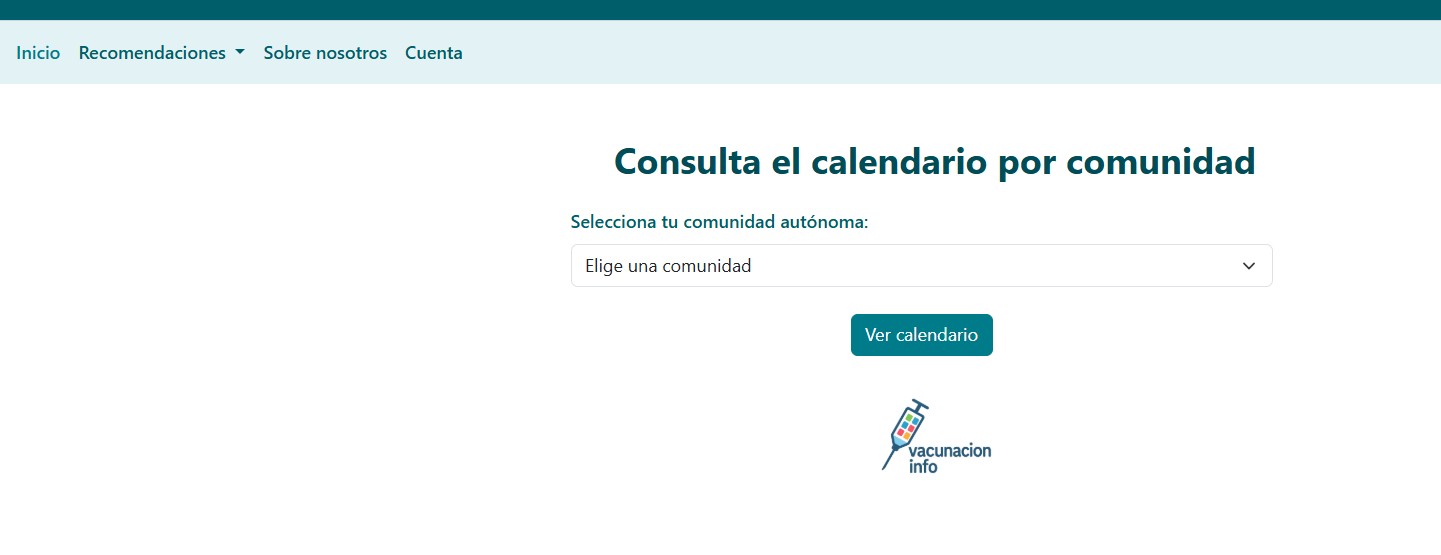 Inicio Recomendaciones Sobre nosotros Cuenta
Consulta el calendario por comunidad
Selecciona tu comunidad autónoma:
Elige una comunidad
Ver calendario
vacunacion
info